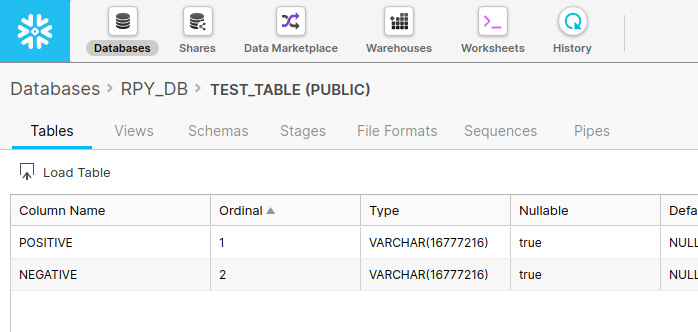 Databases Shares Data Marketplace Warehouses Worksheets History
Databases > RPY_DB > TEST_TABLE (PUBLIC)
Tables Views Schemas Stages File Formats Sequences Pipes
Load Table
Column Name Ordinal Type Nullable Defa
POSITIVE 1 VARCHAR(16777216) true NULL
NEGATIVE 2 VARCHAR(16777216) true NULL